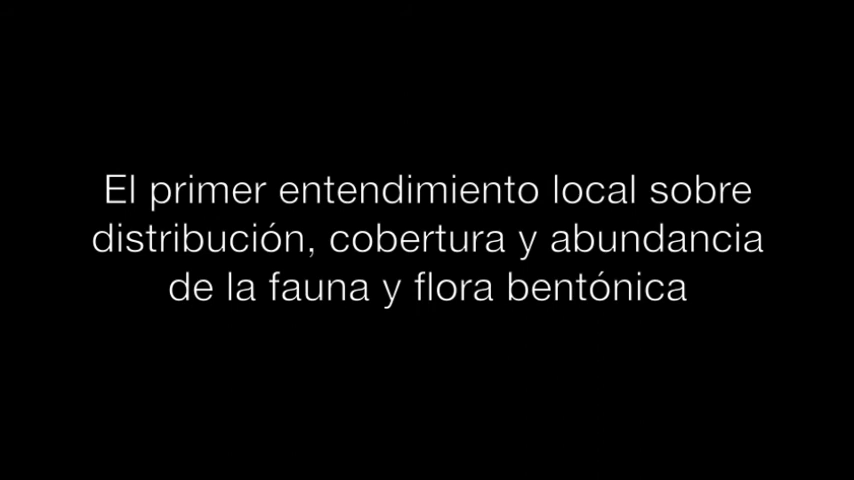 El primer entendimiento local sobre
distribución, cobertura y abundancia
de la fauna y flora bentónica